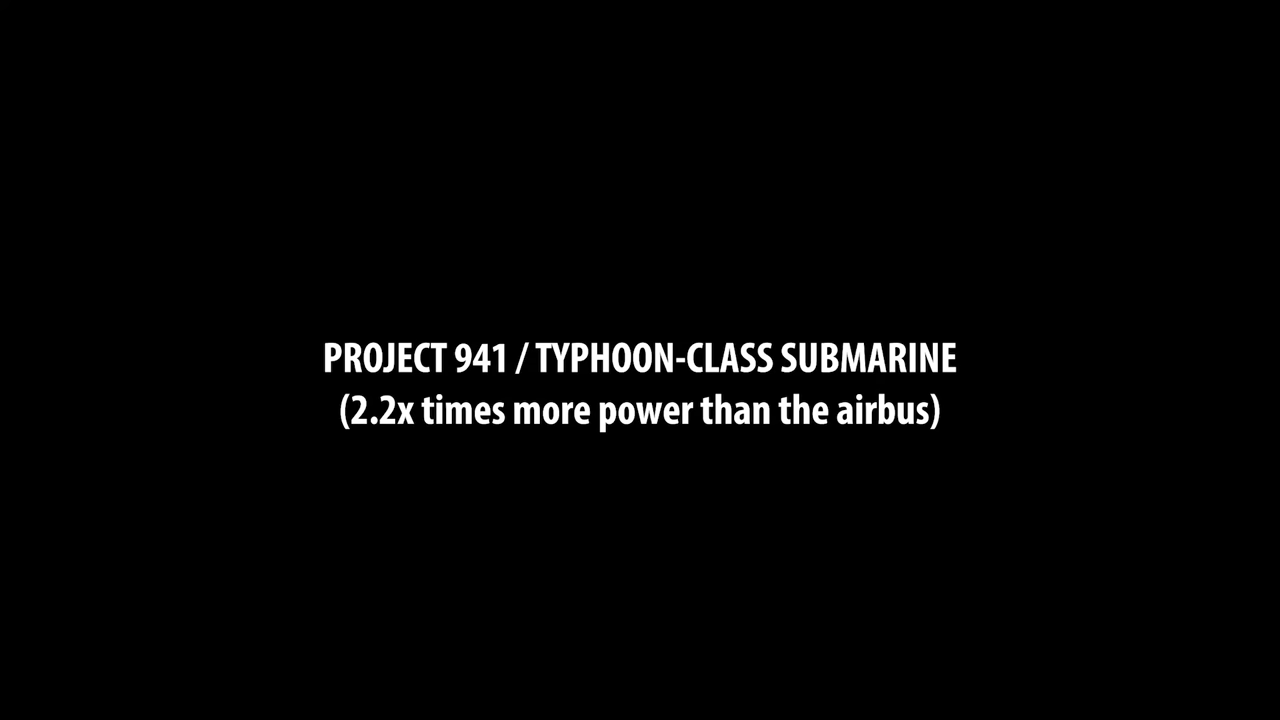 PROJECT 941 / TYPHOON-CLASS SUBMARINE
(2.2x times more power than the airbus)